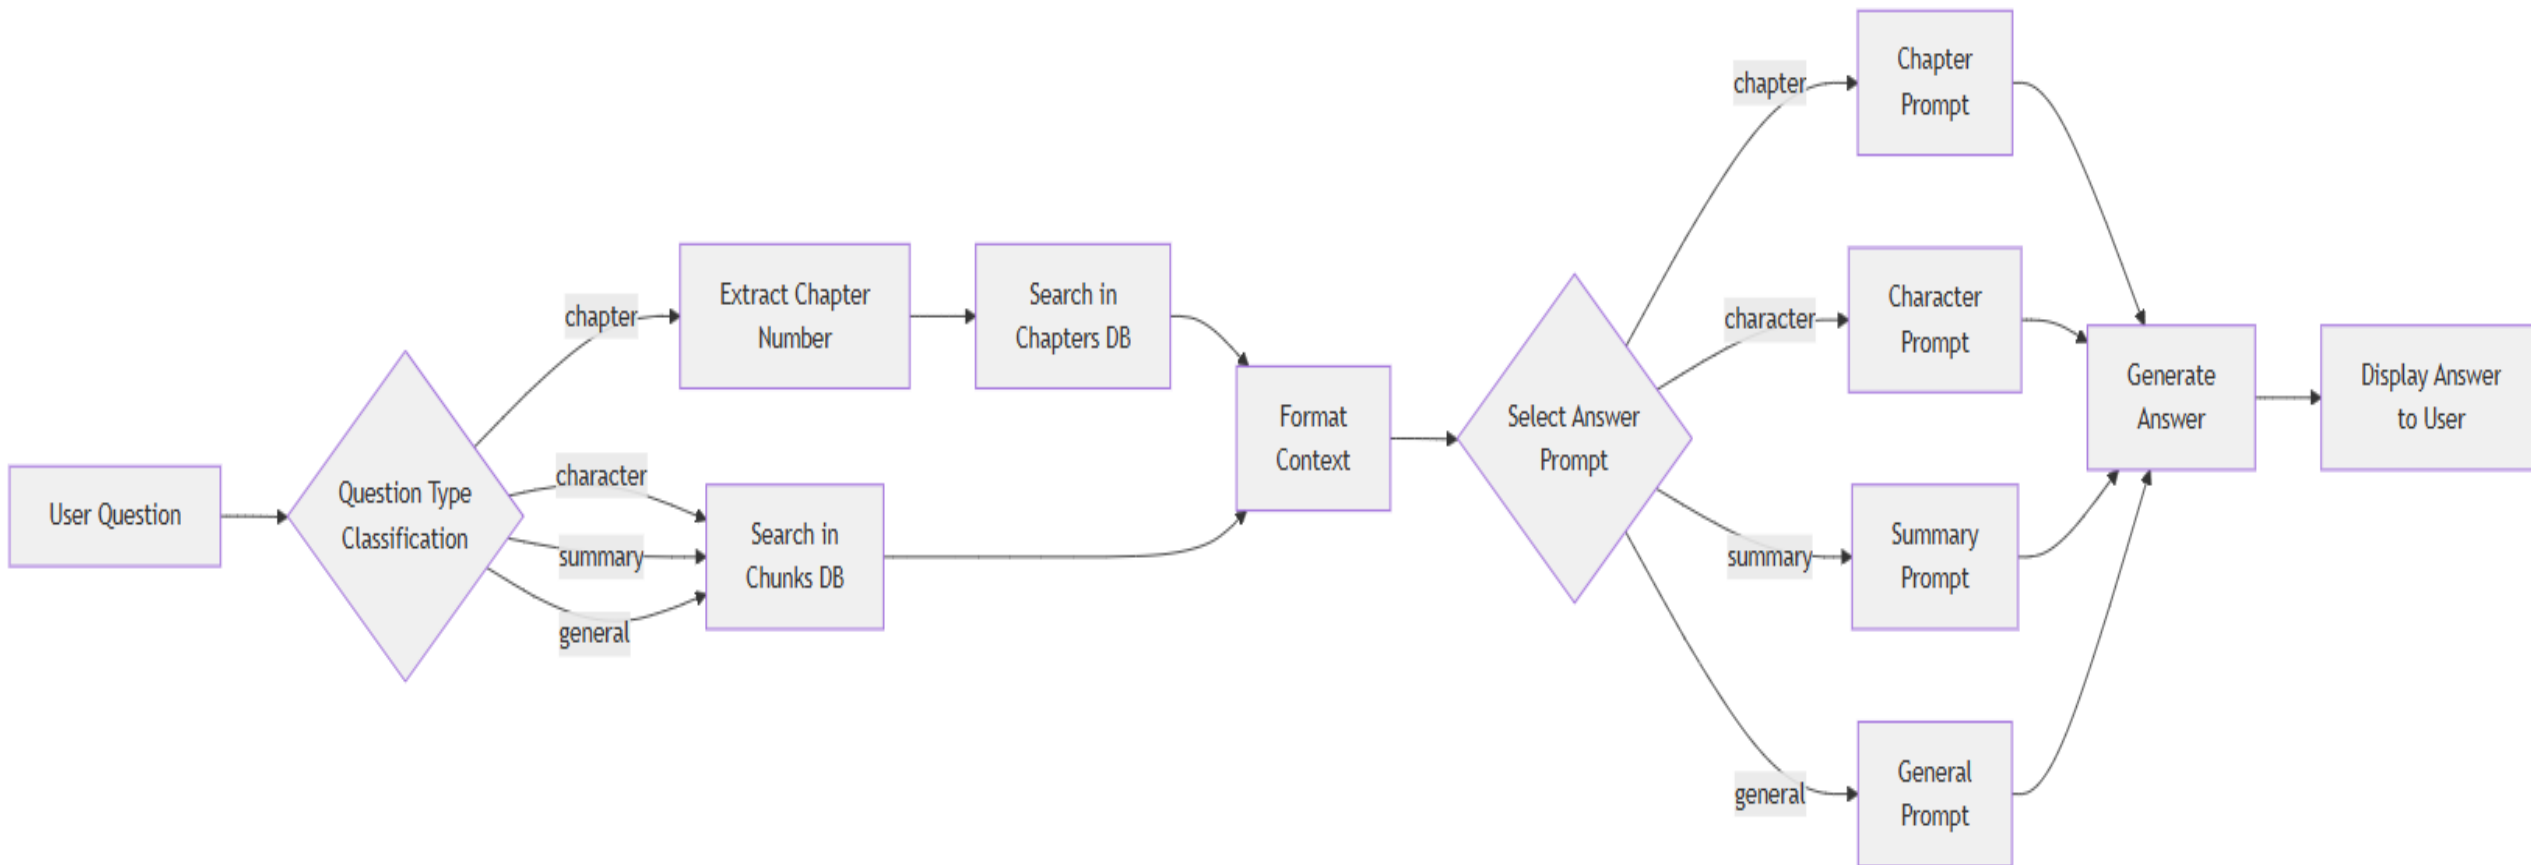 User Question
Question Type
Classification
chapter
character
summary
general
Extract Chapter
Number
Search in
Chapters DB
Search in
Chunks DB
Format
Context
Select Answer
Prompt
chapter
character
summary
general
Chapter
Prompt
Character
Prompt
Summary
Prompt
General
Prompt
Generate
Answer
Display Answer
to User